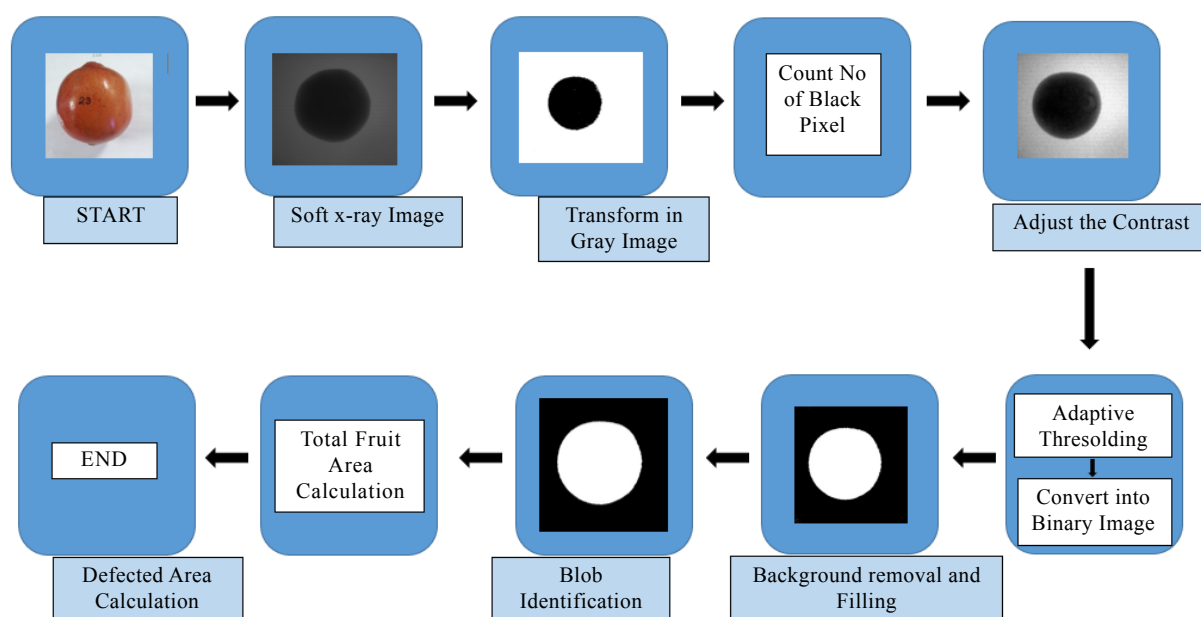 23
START
Soft x-ray Image
Transform in
Gray Image
Count No
of Black
Pixel
Adjust the Contrast
Adaptive
Thresolding
Convert into
Binary Image
Background removal and
Filling
Blob
Identification
Total Fruit
Area
Calculation
END
Defected Area
Calculation